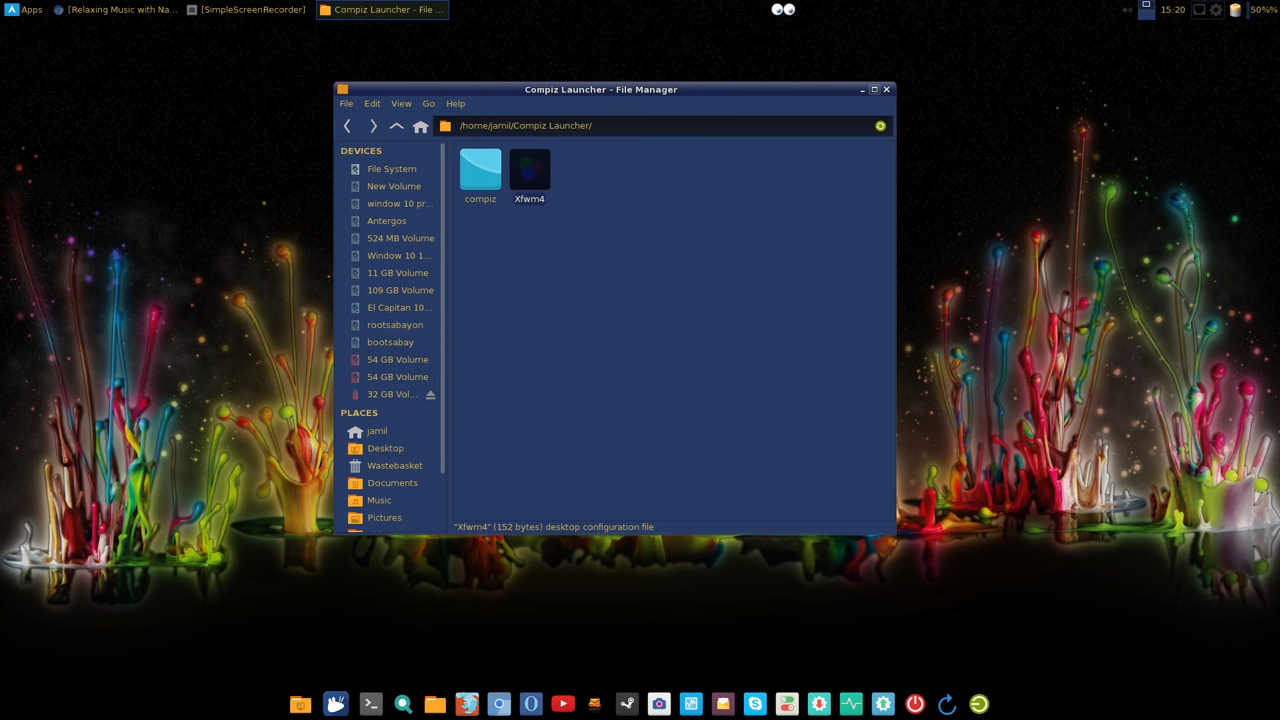 Apps
[Relaxing Music with Na...
[SimpleScreenRecorder]
Compiz Launcher - File ...
15:20
50%%
Compiz Launcher - File Manager
File Edit View Go Help
/home/jamil/Compiz Launcher/
DEVICES
File System
New Volume
window 10 pr...
Antergos
524 MB Volume
Window 10 1...
11 GB Volume
109 GB Volume
El Capitan 10...
rootsabayon
bootsabay
54 GB Volume
54 GB Volume
32 GB Vol...
PLACES
jamil
Desktop
Wastebasket
Documents
Music
Pictures
compiz
Xfwm4
"Xfwm4" (152 bytes) desktop configuration file